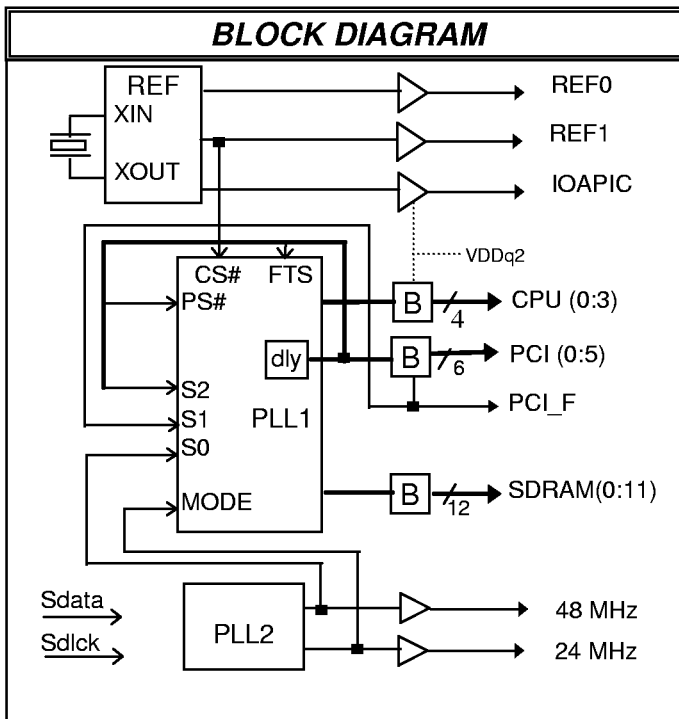 BLOCK DIAGRAM
REF
XIN
XOUT
REF0
REF1
IOAPIC
VDDq2
CS# FTS
PS#
dly
S2
S1
S0
PLL1
MODE
B
4
CPU (0:3)
B
6
PCI (0:5)
PCI_F
B
12
SDRAM(0:11)
Sdata
Sdlck
PLL2
48 MHz
24 MHz